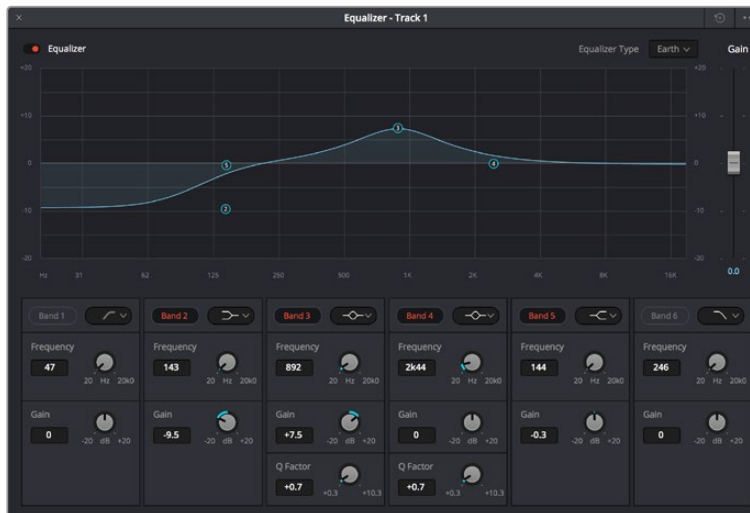 Equalizer - Track 1
Equalizer
Equalizer Type Earth Gain
+20 +20
+10 +10
0 0
-10 -10
-20 -20
Hz 31 62 125 250 500 1K 2K 4K 8K 16K
0.0
5 3 4 2
Band 1 Band 2 Band 3 Band 4 Band 5 Band 6
Frequency Frequency Frequency Frequency Frequency Frequency
47 143 892 2k44 144 246
20 Hz 20k0 20 Hz 20k0 20 Hz 20k0 20 Hz 20k0 20 Hz 20k0 20 Hz 20k0
Gain Gain Gain Gain Gain Gain
0 -9.5 +7.5 0 -0.3 0
-20 dB +20 -20 dB +20 -20 dB +20 -20 dB +20 -20 dB +20 -20 dB +20
Q Factor Q Factor
+0.7 +0.7
+0.3 +10.3 +0.3 +10.3